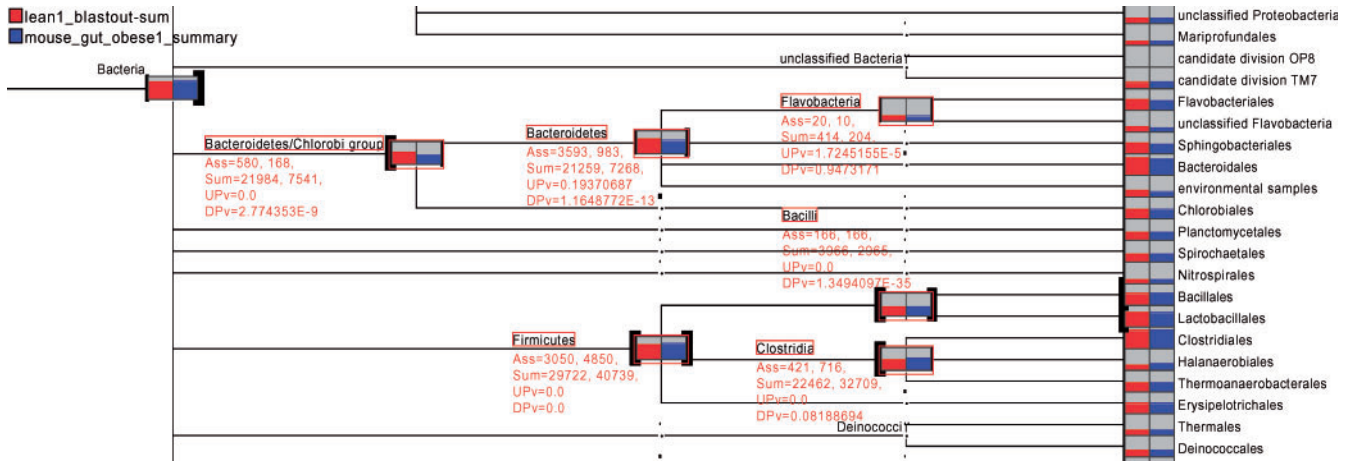 lean1_blastout-sum
mouse_gut_obese1_summary
Bacteria
Bacteroidetes/Chlorobi group
Ass=580, 168,
Sum=21984, 7541,
UPv=0.0
DPv=2.774353E-9
Bacteroidetes
Ass=3593, 983,
Sum=21259, 7268,
UPv=0.19370687
DPv=1.1648772E-13
unclassified Bacteria
Flavobacteria
Ass=20, 10,
Sum=414, 204,
UPv=1.7245155E-5
DPv=0.9473171
Bacilli
Ass=166, 166,
Sum=3966, 2965,
UPv=0.0
DPv=1.3494097E-35
Firmicutes
Ass=3050, 4850,
Sum=29722, 40739,
UPv=0.0
DPv=0.0
Clostridia
Ass=421, 716,
Sum=22462, 32709,
UPv=0.0
DPv=0.08188694
Deinococci
unclassified Proteobacteria
Mariprofundales
candidate division OP8
candidate division TM7
Flavobacteriales
unclassified Flavobacteria
Sphingobacteriales
Bacteroidales
environmental samples
Chlorobiales
Planctomycetales
Spirochaetales
Nitrospirales
Bacillales
Lactobacillales
Clostridiales
Halanaerobiales
Thermoanaerobacterales
Erysipelotrichales
Thermales
Deinococcales